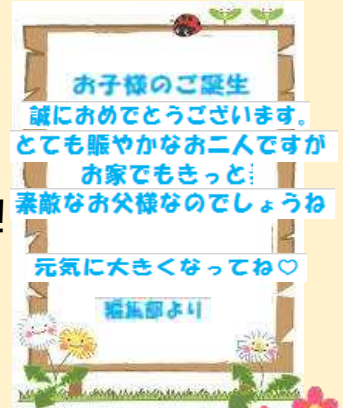 お子様のご誕生
誠におめでとうございます。
とても賑やかなお二人ですが
お家でもきっと
素敵なお父様なのでしょうね
!
元気に大きくなってね♡
編集部より